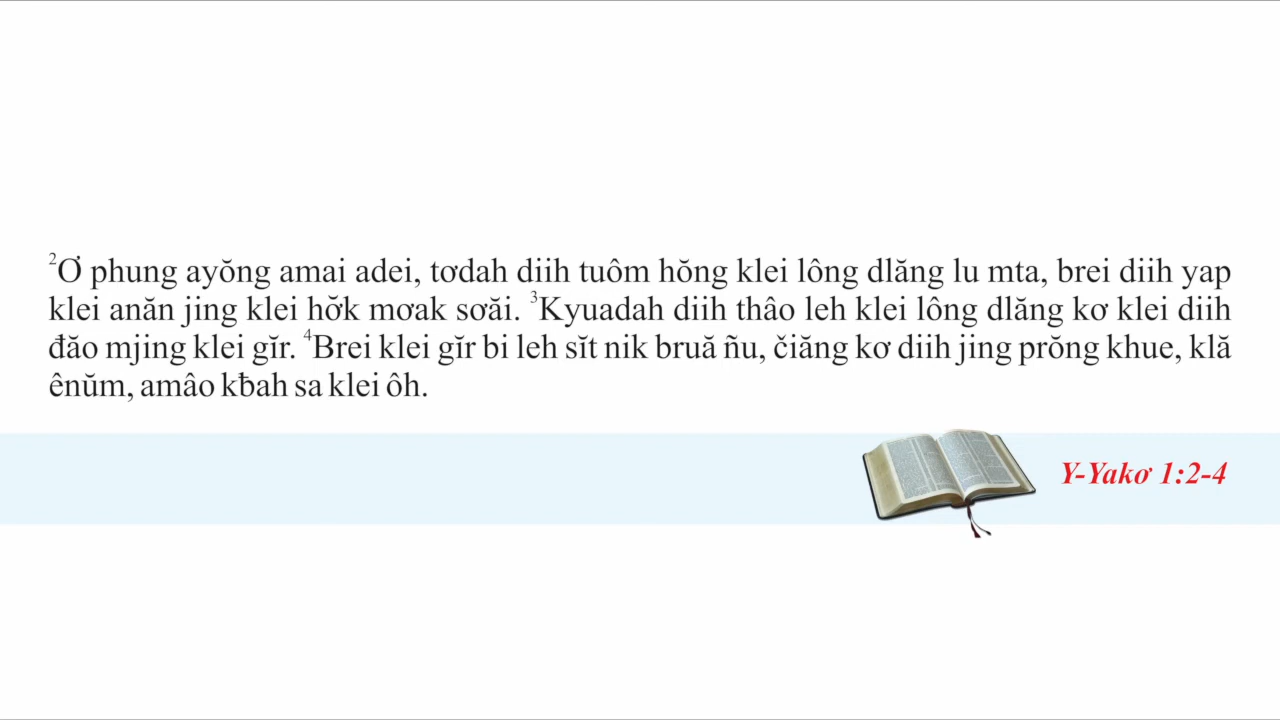 ²Ơ phung ayŏng amai adei, tơdah diih tuôm hŏng klei lông dlăng lu mta, brei diih yap
klei anăn jing klei hơ̆k mơak sơăi. ³Kyuadah diih thâo leh klei lông dlăng kơ klei diih
đăo mjing klei gĭr. ⁴Brei klei gĭr bi leh sĭt nik bruă ñu, čiăng kơ diih jing prŏng khue, klă
ênŭm, amâo kƀah sa klei ôh.
Y-Yakơ 1:2-4